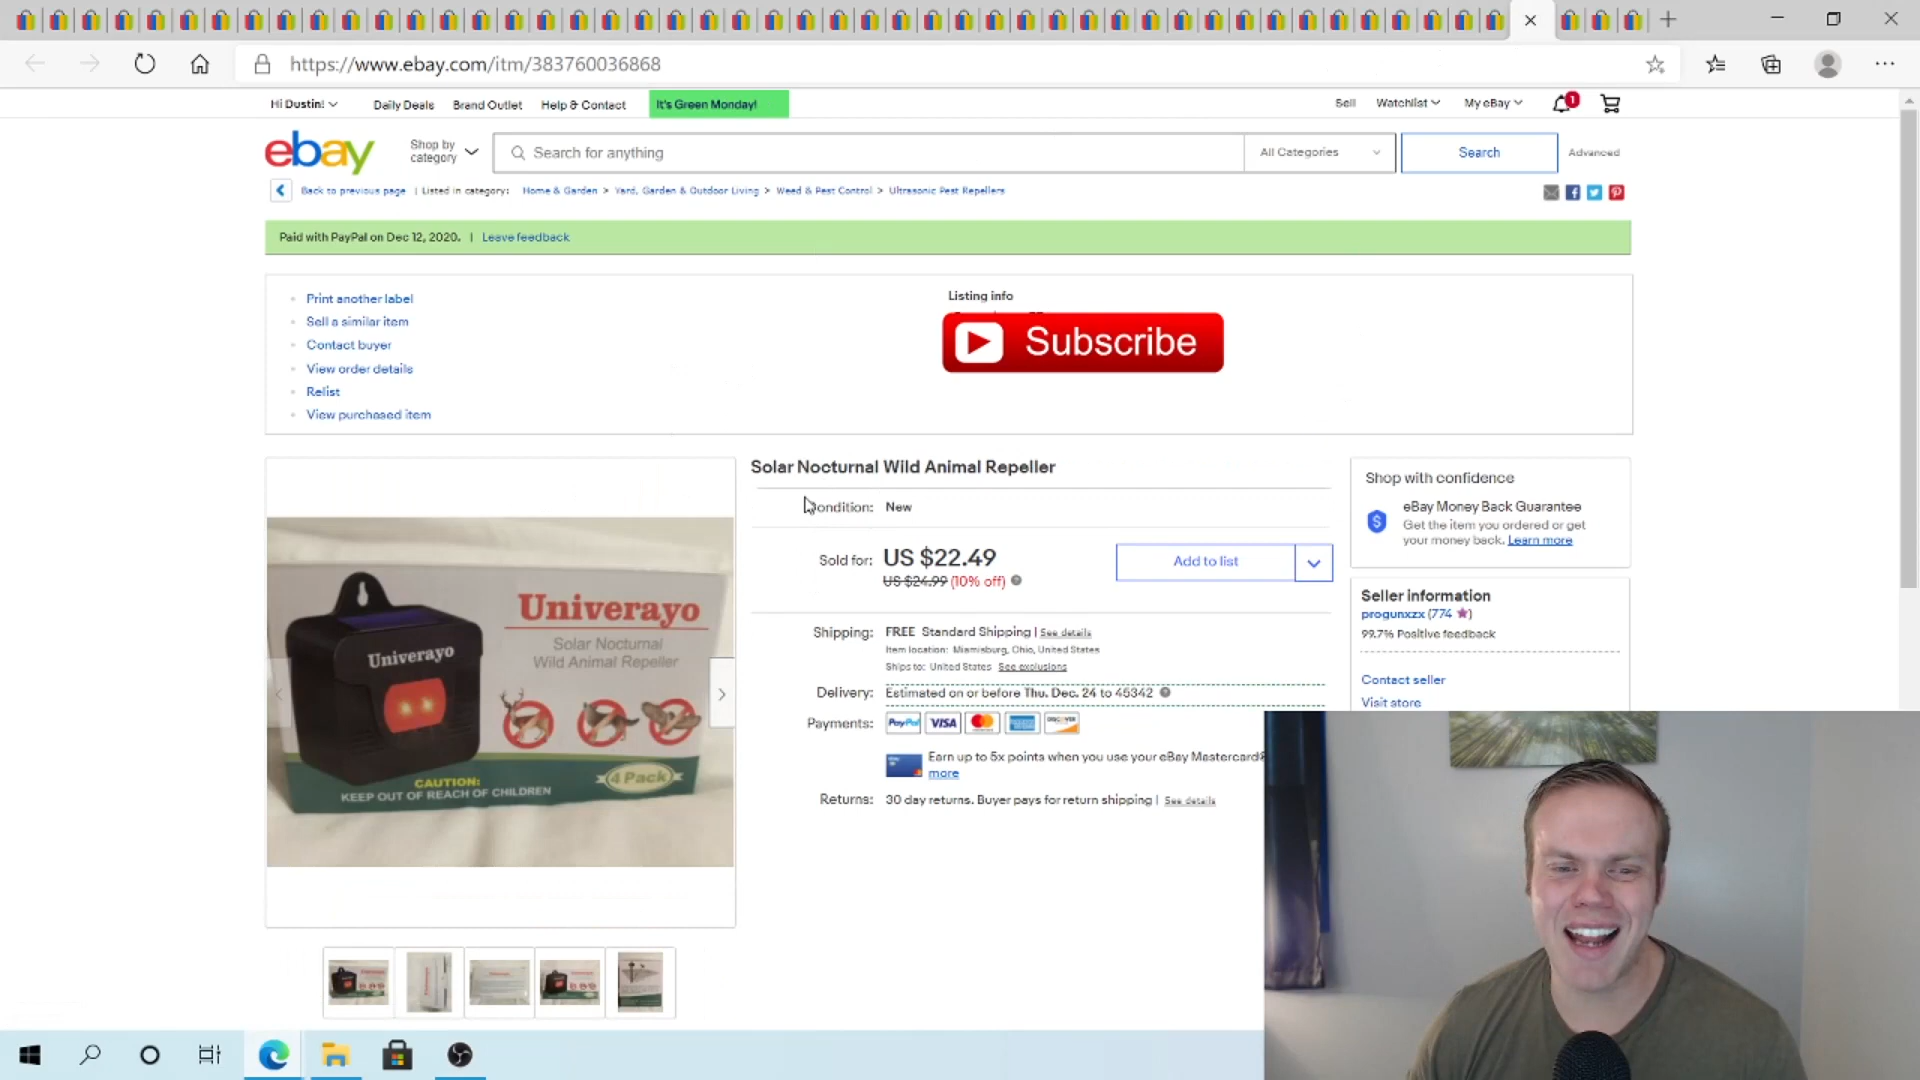 https://www.ebay.com/itm/383760036868
Hi Dustin!
Daily Deals
Brand Outlet
Help & Contact
It's Green Monday!
Sell
Watchlist
My eBay
1
ebay
Shop by category
Search for anything
All Categories
Search
Advanced
Back to previous page | Listed in category: Home & Garden > Yard, Garden & Outdoor Living > Weed & Pest Control > Ultrasonic Pest Repellers
Paid with PayPal on Dec 12, 2020. | Leave feedback
Print another label
Sell a similar item
Contact buyer
View order details
Relist
View purchased item
Listing info
Subscribe
Solar Nocturnal Wild Animal Repeller
Condition: New
Sold for: US $22.49
US $24.99 (10% off)
Add to list
Shipping: FREE Standard Shipping | See details
Item location: Miamisburg, Ohio, United States
Ships to: United States See exclusions
Delivery: Estimated on or before Thu. Dec. 24 to 45342
Payments: PayPal VISA DISCOVER
Earn up to 5x points when you use your eBay Mastercard®
more
Returns: 30 day returns. Buyer pays for return shipping | See details
Shop with confidence
eBay Money Back Guarantee
Get the item you ordered or get
your money back. Learn more
Seller information
progunxzx (774)
99.7% Positive feedback
Contact seller
Visit store
Univerayo
Univerayo
Solar Nocturnal
Wild Animal Repeller
4 Pack
CAUTION:
KEEP OUT OF REACH OF CHILDREN